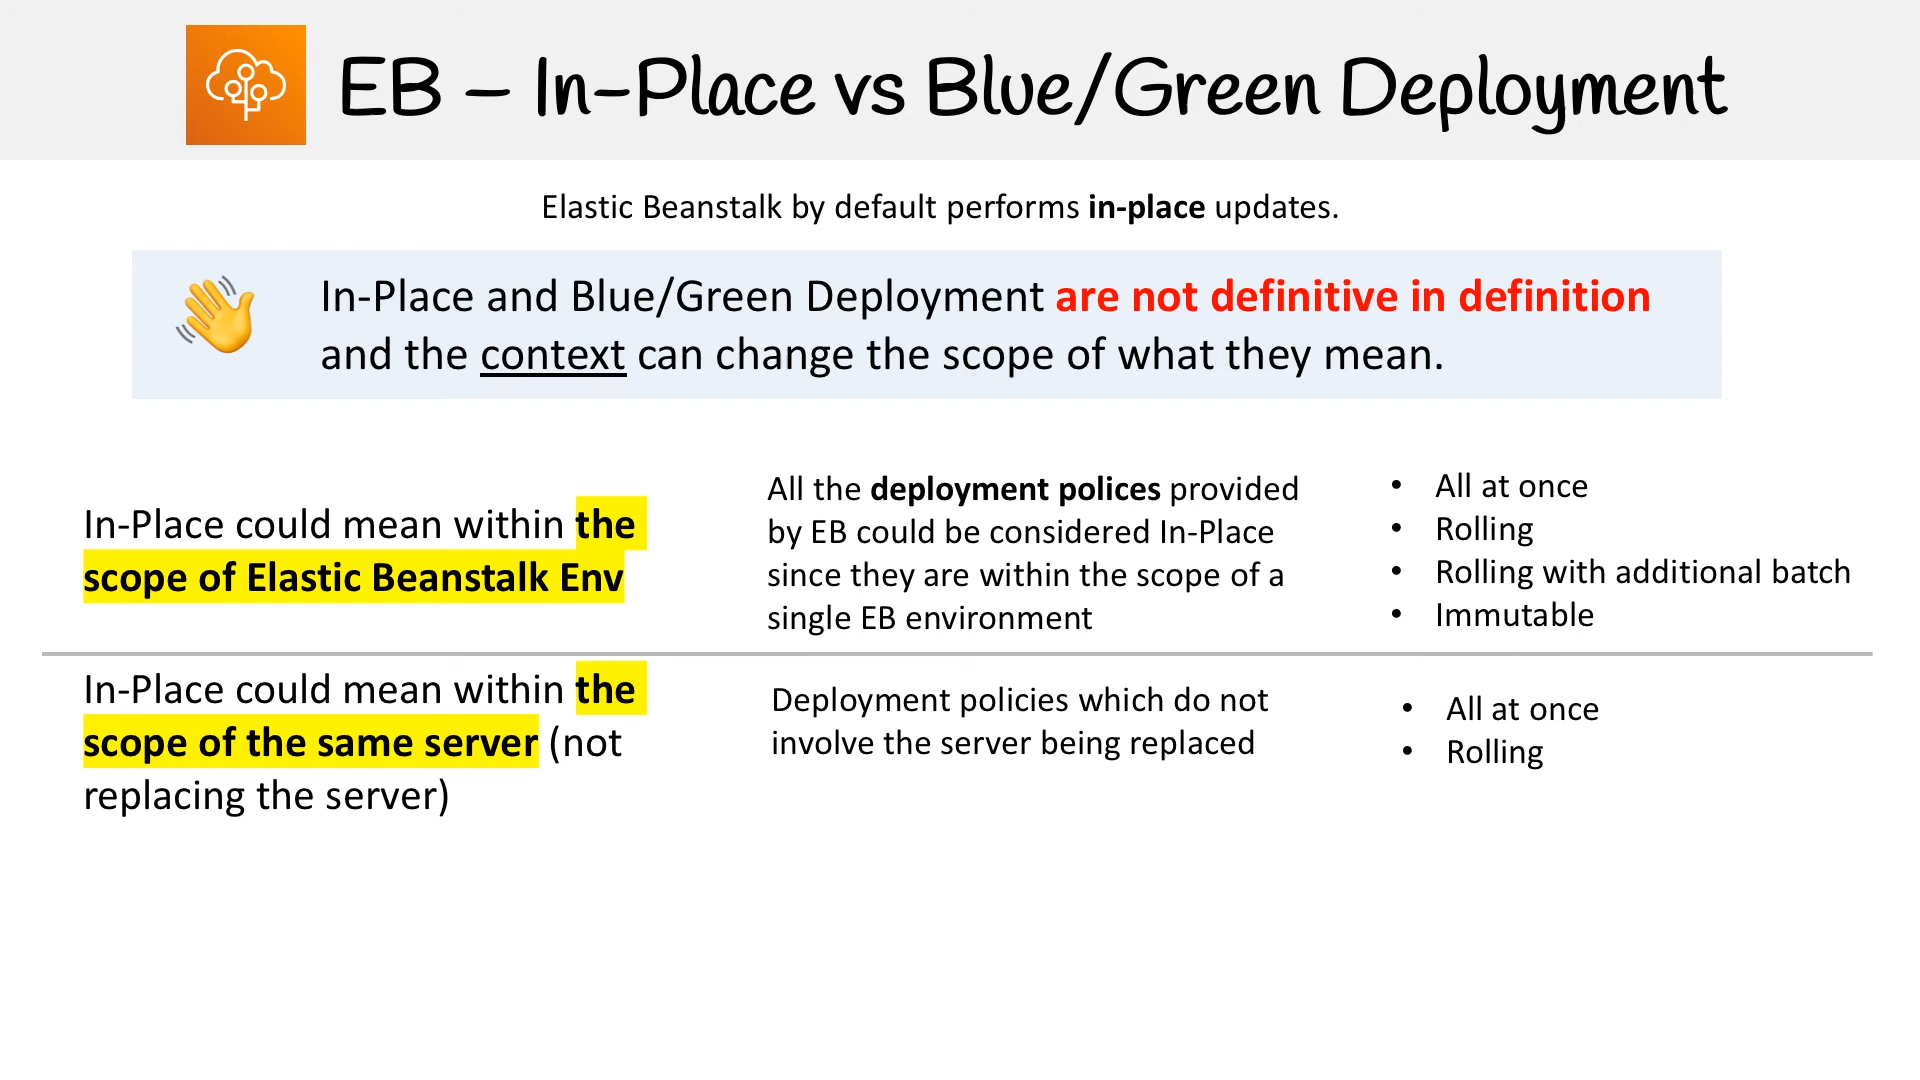 EB – In-Place vs Blue/Green Deployment
Elastic Beanstalk by default performs in-place updates.
In-Place and Blue/Green Deployment are not definitive in definition
and the context can change the scope of what they mean.
In-Place could mean within the
scope of Elastic Beanstalk Env
All the deployment polices provided
by EB could be considered In-Place
since they are within the scope of a
single EB environment
• All at once
• Rolling
• Rolling with additional batch
• Immutable
In-Place could mean within the
scope of the same server (not
replacing the server)
Deployment policies which do not
involve the server being replaced
• All at once
• Rolling